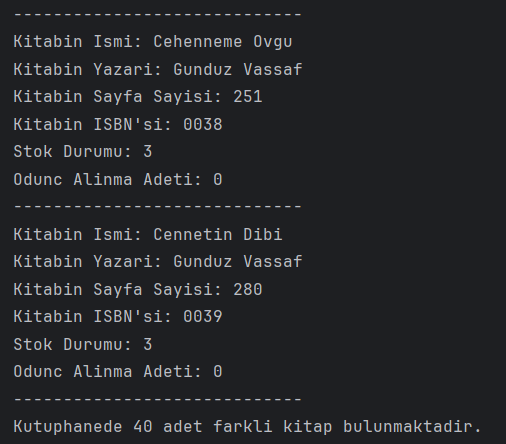 -----------------------------
Kitabin Ismi: Cehenneme Ovgu
Kitabin Yazari: Gunduz Vassaf
Kitabin Sayfa Sayisi: 251
Kitabin ISBN'si: 0038
Stok Durumu: 3
Odunc Alinma Adeti: 0
-----------------------------
Kitabin Ismi: Cennetin Dibi
Kitabin Yazari: Gunduz Vassaf
Kitabin Sayfa Sayisi: 280
Kitabin ISBN'si: 0039
Stok Durumu: 3
Odunc Alinma Adeti: 0
-----------------------------
Kutuphanede 40 adet farkli kitap bulunmaktadir.